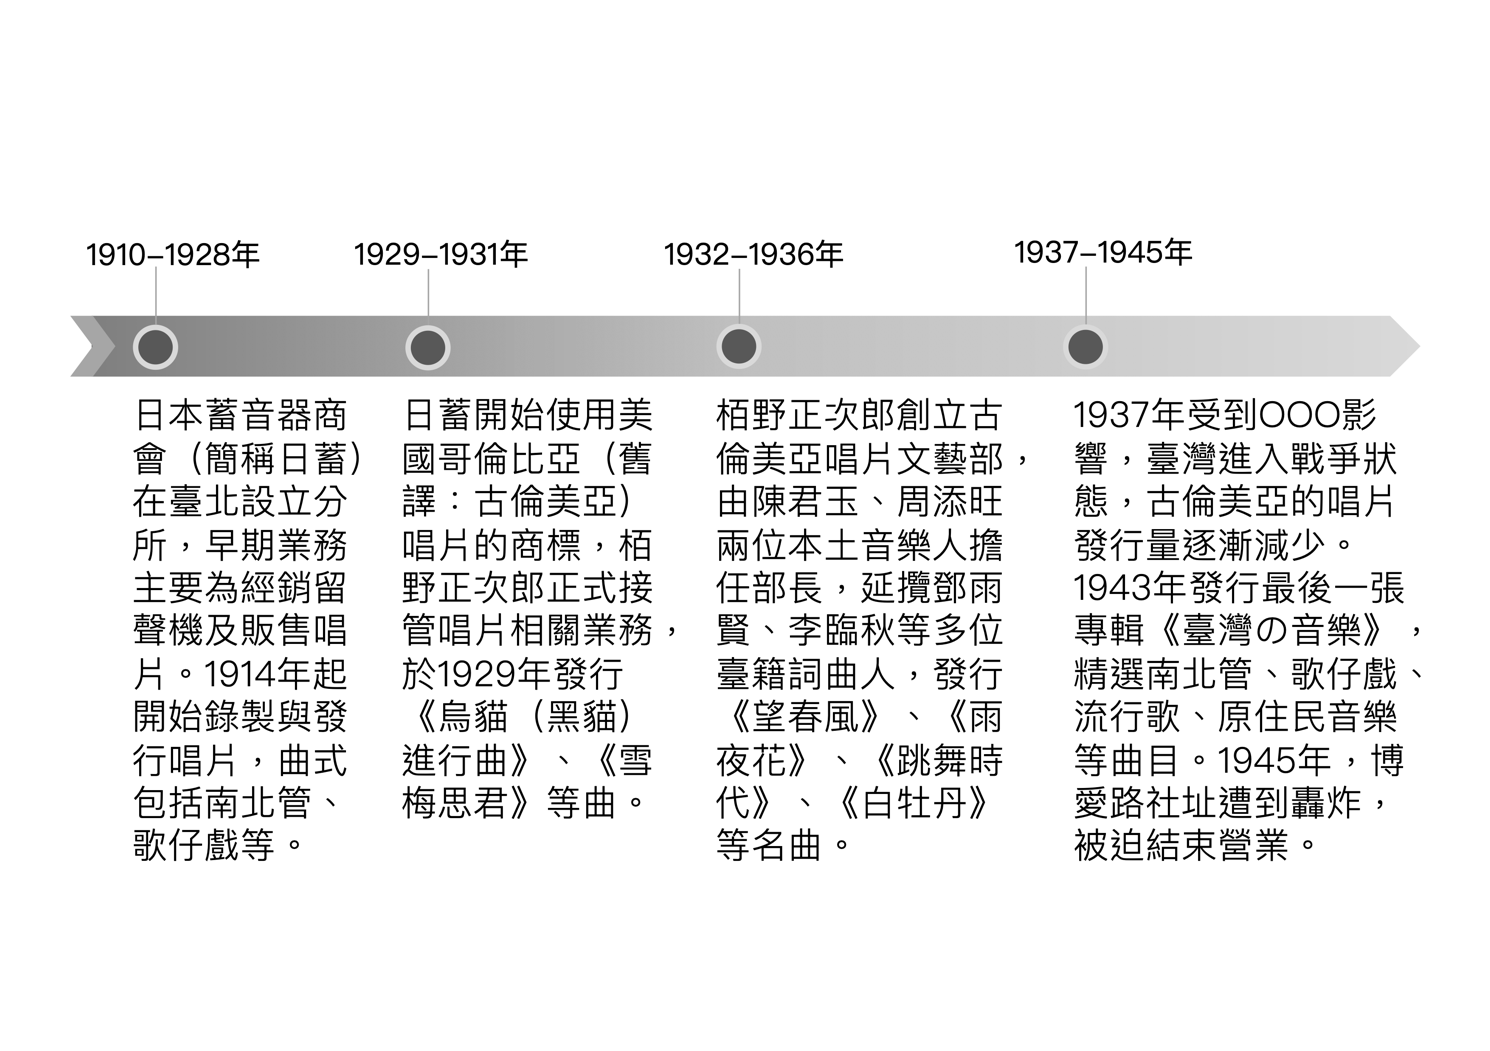 1910–1928年
日本蓄音器商
會（簡稱日蓄）
在臺北設立分
所，早期業務
主要為經銷留
聲機及販售唱
片。1914年起
開始錄製與發
行唱片，曲式
包括南北管、
歌仔戲等。
1929–1931年
日蓄開始使用美
國哥倫比亞（舊
譯：古倫美亞）
唱片的商標，栢
野正次郎正式接
管唱片相關業務，
於1929年發行
《烏貓（黑貓）
進行曲》、《雪
梅思君》等曲。
1932–1936年
栢野正次郎創立古
倫美亞唱片文藝部，
由陳君玉、周添旺
兩位本土音樂人擔
任部長，延攬鄧雨
賢、李臨秋等多位
臺籍詞曲人，發行
《望春風》、《雨
夜花》、《跳舞時
代》、《白牡丹》
等名曲。
1937–1945年
1937年受到OOO影
響，臺灣進入戰爭狀
態，古倫美亞的唱片
發行量逐漸減少。
1943年發行最後一張
專輯《臺灣の音樂》，
精選南北管、歌仔戲、
流行歌、原住民音樂
等曲目。1945年，博
愛路社址遭到轟炸，
被迫結束營業。